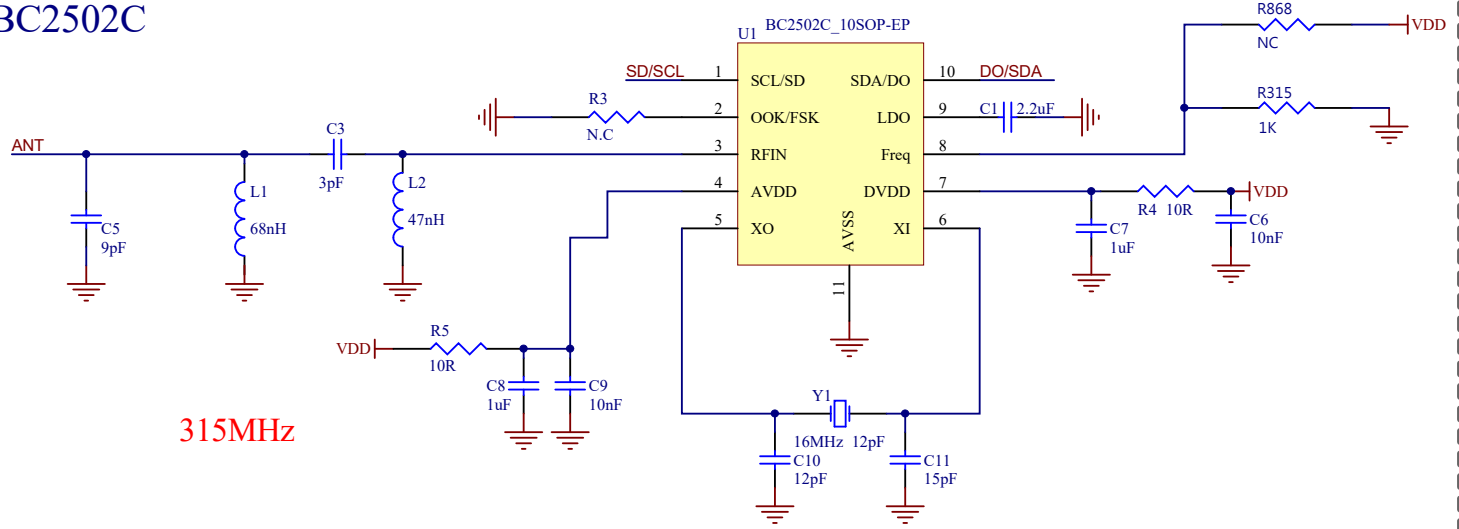 BC2502C
U1 BC2502C_10SOP-EP
R868
NC
VDD
SD/SCL
1
SCL/SD
SDA/DO
10
DO/SDA
R3
N.C
2
OOK/FSK
LDO
9
C1
2.2uF
R315
1K
ANT
C3
3pF
3
RFIN
Freq
8
L1
68nH
L2
47nH
4
AVDD
DVDD
7
R4 10R
VDD
C5
9pF
5
XO
AVSS
XI
6
C7
1uF
C6
10nF
11
VDD
R5
10R
C8
1uF
C9
10nF
Y1
16MHz 12pF
315MHz
C10
12pF
C11
15pF